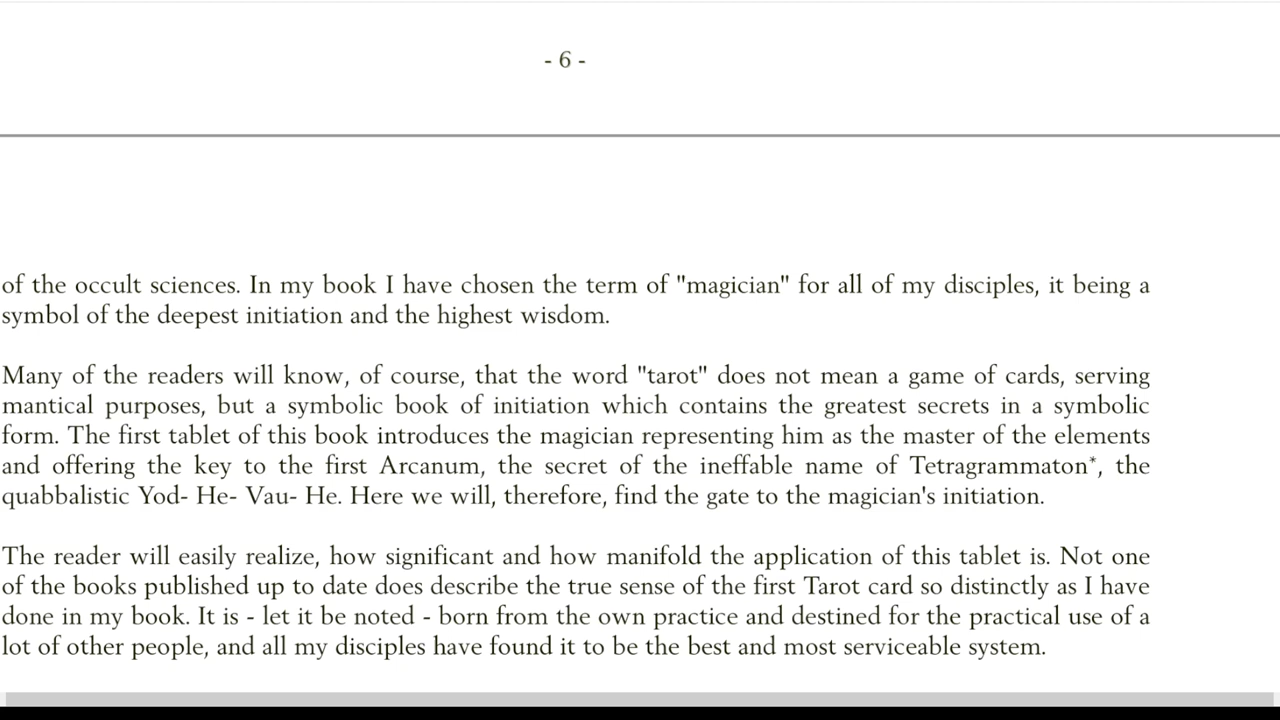 - 6 -
of the occult sciences. In my book I have chosen the term of "magician" for all of my disciples, it being a
symbol of the deepest initiation and the highest wisdom.
Many of the readers will know, of course, that the word "tarot" does not mean a game of cards, serving
mantical purposes, but a symbolic book of initiation which contains the greatest secrets in a symbolic
form. The first tablet of this book introduces the magician representing him as the master of the elements
and offering the key to the first Arcanum, the secret of the ineffable name of Tetragrammaton*, the
quabbalistic Yod- He- Vau- He. Here we will, therefore, find the gate to the magician's initiation.
The reader will easily realize, how significant and how manifold the application of this tablet is. Not one
of the books published up to date does describe the true sense of the first Tarot card so distinctly as I have
done in my book. It is - let it be noted - born from the own practice and destined for the practical use of a
lot of other people, and all my disciples have found it to be the best and most serviceable system.